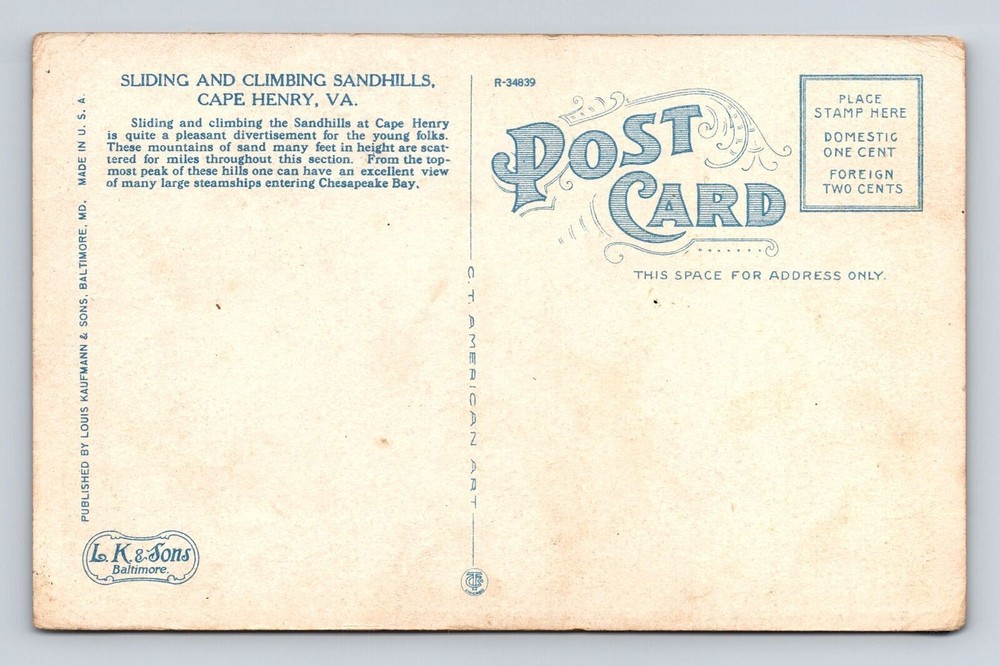 SLIDING AND CLIMBING SANDHILLS,
CAPE HENRY, VA.
Sliding and climbing the Sandhills at Cape Henry
is quite a pleasant divertisement for the young folks.
These mountains of sand many feet in height are scat-
tered for miles throughout this section. From the top-
most peak of these hills one can have an excellent view
of many large steamships entering Chesapeake Bay.
PUBLISHED BY LOUIS KAUFMANN & SONS, BALTIMORE, MD. MADE IN U. S. A.
L. K. & Sons
Baltimore.
C. T. AMERICAN ART
R-34839
POST
CARD
PLACE
STAMP HERE
DOMESTIC
ONE CENT
FOREIGN
TWO CENTS
THIS SPACE FOR ADDRESS ONLY.